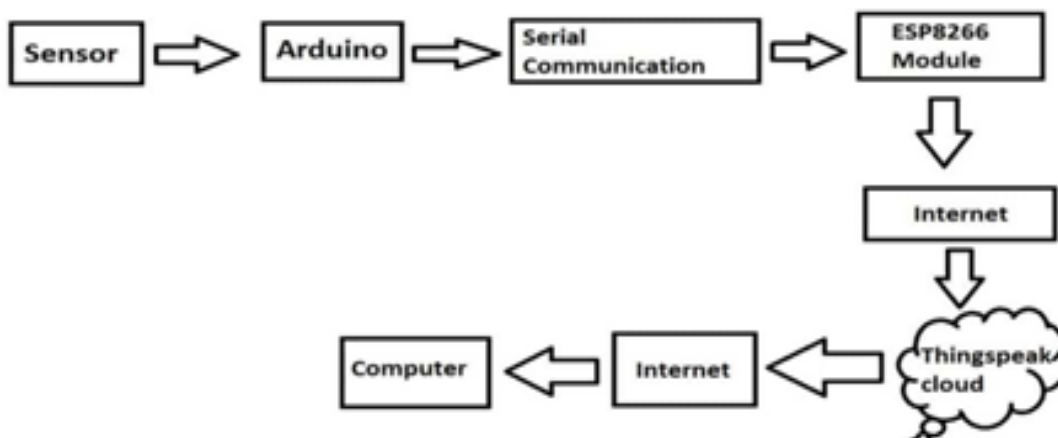 Sensor
Arduino
Serial
Communication
ESP8266
Module
Internet
Thingspeak
cloud
Internet
Computer